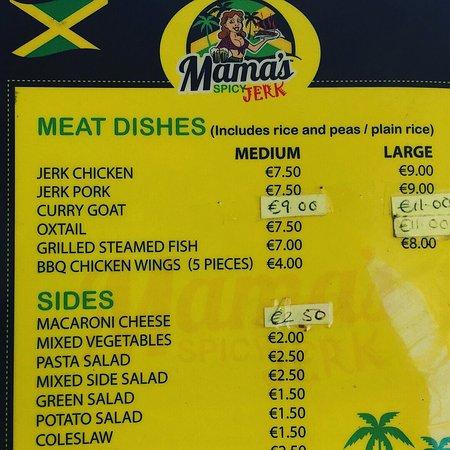 Mama's
SPICY JERK
MEAT DISHES (Includes rice and peas / plain rice)
MEDIUM LARGE
JERK CHICKEN €7.50 €9.00
JERK PORK €7.50 €9.00
CURRY GOAT €9.00 €11.00
OXTAIL €7.50 €11.00
GRILLED STEAMED FISH €7.00 €8.00
BBQ CHICKEN WINGS (5 PIECES) €4.00
SIDES
MACARONI CHEESE €2.50
MIXED VEGETABLES €2.00
PASTA SALAD €2.50
MIXED SIDE SALAD €2.50
GREEN SALAD €1.50
POTATO SALAD €1.50
COLESLAW €1.50
Mama's
SPICY JERK